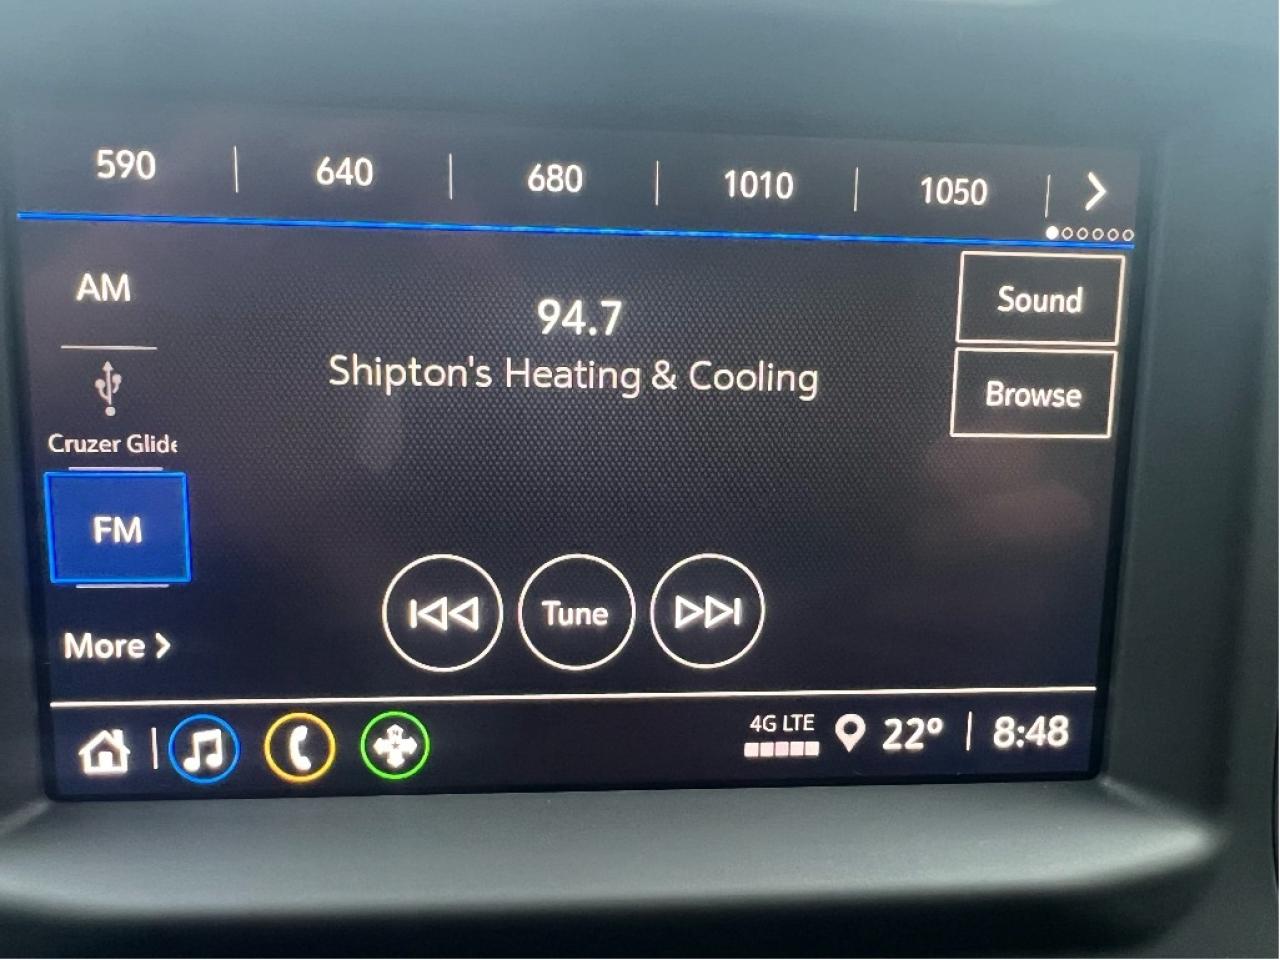 590 640 680 1010 1050
AM
94.7
Sound
Shipton's Heating & Cooling
Browse
Cruzer Glide
FM
Tune
More
4G LTE 22° 8:48